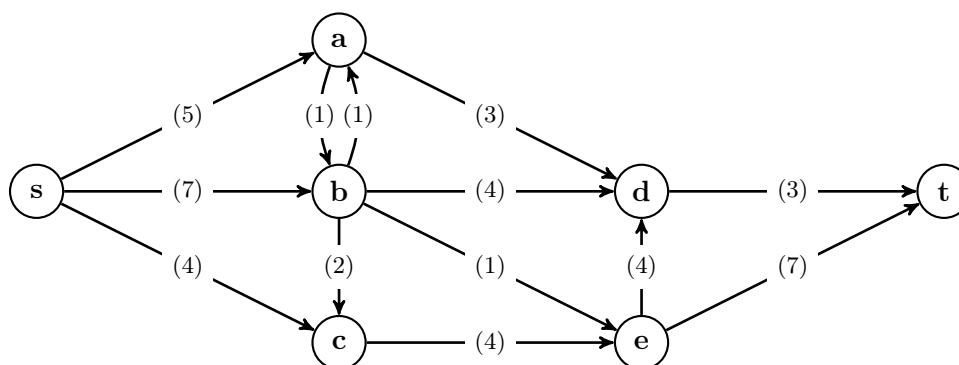 a
(5) (1) (1) (3)
s (7) b (4) d (3) t
(4) (2) (1) (4) (7)
c (4) e